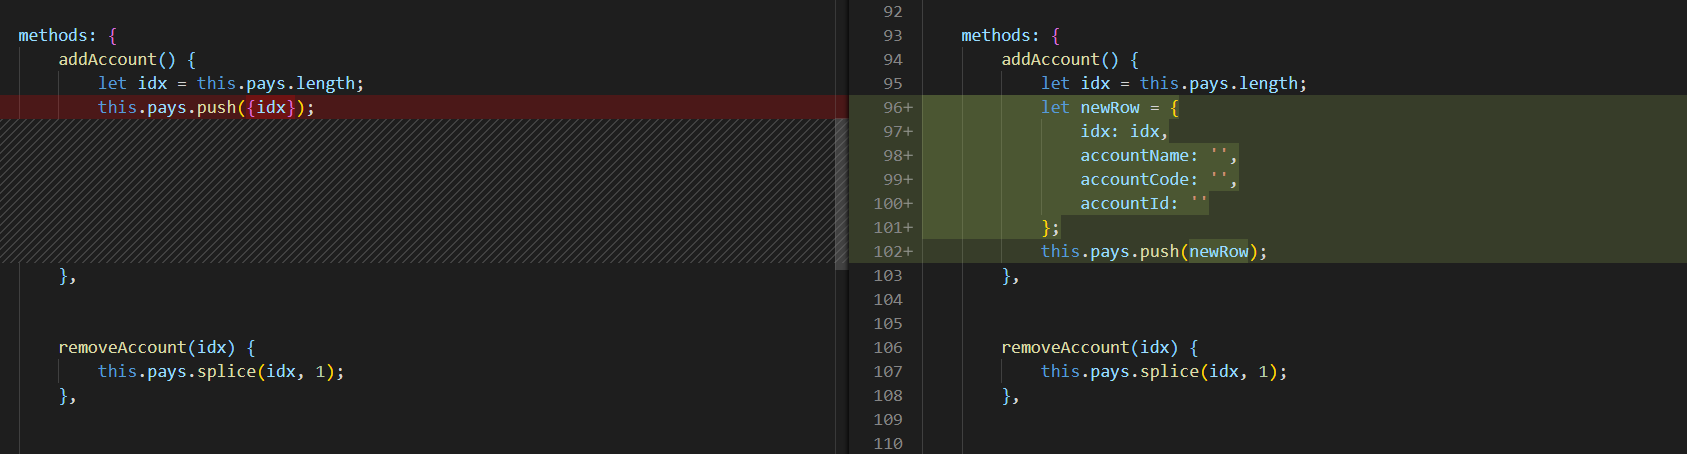 methods: {
addAccount() {
let idx = this.pays.length;
this.pays.push({idx});
},
removeAccount(idx) {
this.pays.splice(idx, 1);
},
92
93 methods: {
94 addAccount() {
95 let idx = this.pays.length;
96+ let newRow = {
97+ idx: idx,
98+ accountName: '',
99+ accountCode: '',
100+ accountId: ''
101+ };
102+ this.pays.push(newRow);
103 },
104
105
106 removeAccount(idx) {
107 this.pays.splice(idx, 1);
108 },
109
110